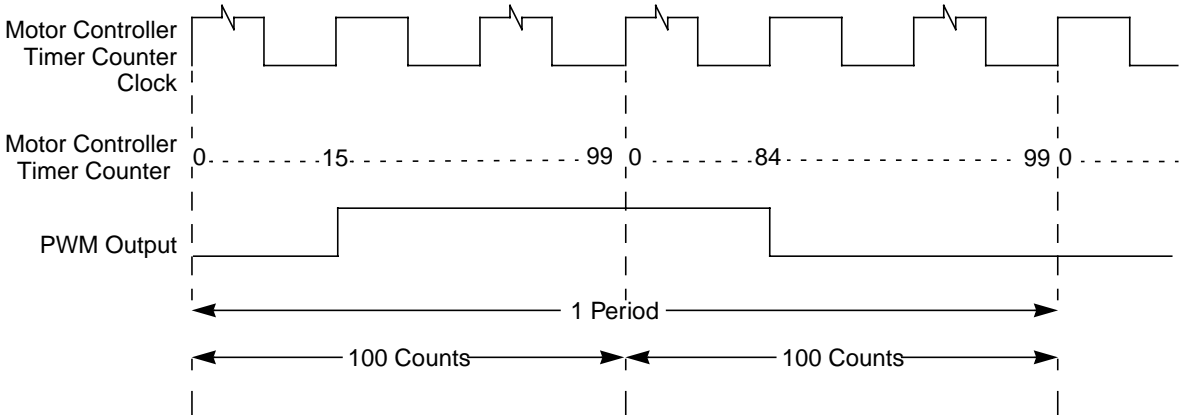 Motor Controller
Timer Counter
Clock
Motor Controller
Timer Counter
0 15 99 0 84 99 0
PWM Output
1 Period
100 Counts 100 Counts